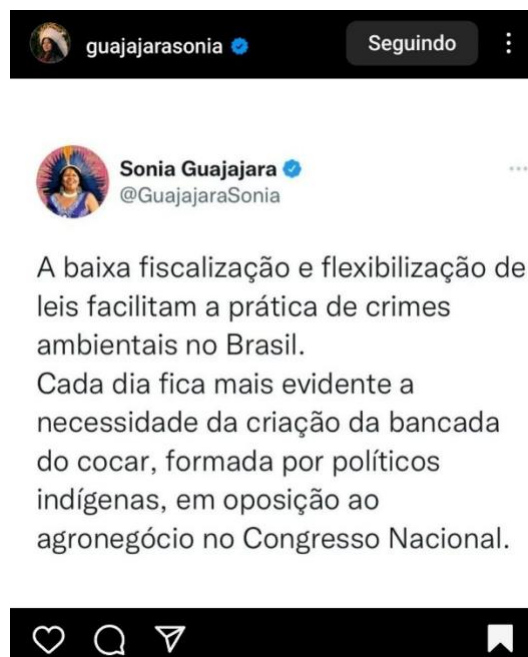 guajajarasonia
Seguindo
Sonia Guajajara
@GuajajaraSonia
A baixa fiscalização e flexibilização de
leis facilitam a prática de crimes
ambientais no Brasil.
Cada dia fica mais evidente a
necessidade da criação da bancada
do cocar, formada por políticos
indígenas, em oposição ao
agronegócio no Congresso Nacional.